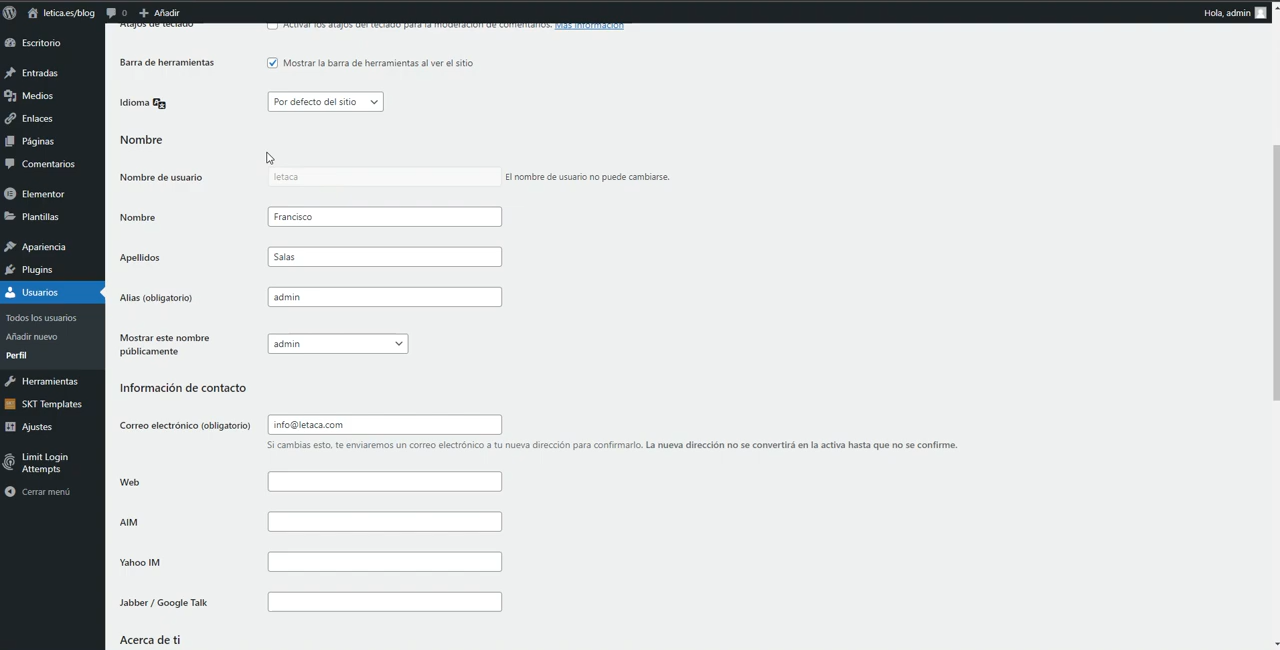 letica.es/blog 0 Añadir Hola, admin
Escritorio
Entradas
Medios
Enlaces
Páginas
Comentarios
Elementor
Plantillas
Apariencia
Plugins
Usuarios
Todos los usuarios
Añadir nuevo
Perfil
Herramientas
SKT Templates
Ajustes
Limit Login
Attempts
Cerrar menú
Atajos de teclado Activar los atajos del teclado para la moderación de comentarios. Más información
Barra de herramientas Mostrar la barra de herramientas al ver el sitio
Idioma Por defecto del sitio
Nombre
Nombre de usuario letaca El nombre de usuario no puede cambiarse.
Nombre Francisco
Apellidos Salas
Alias (obligatorio) admin
Mostrar este nombre
públicamente admin
Información de contacto
Correo electrónico (obligatorio) info@letaca.com
Si cambias esto, te enviaremos un correo electrónico a tu nueva dirección para confirmarlo. La nueva dirección no se convertirá en la activa hasta que no se confirme.
Web
AIM
Yahoo IM
Jabber / Google Talk
Acerca de ti